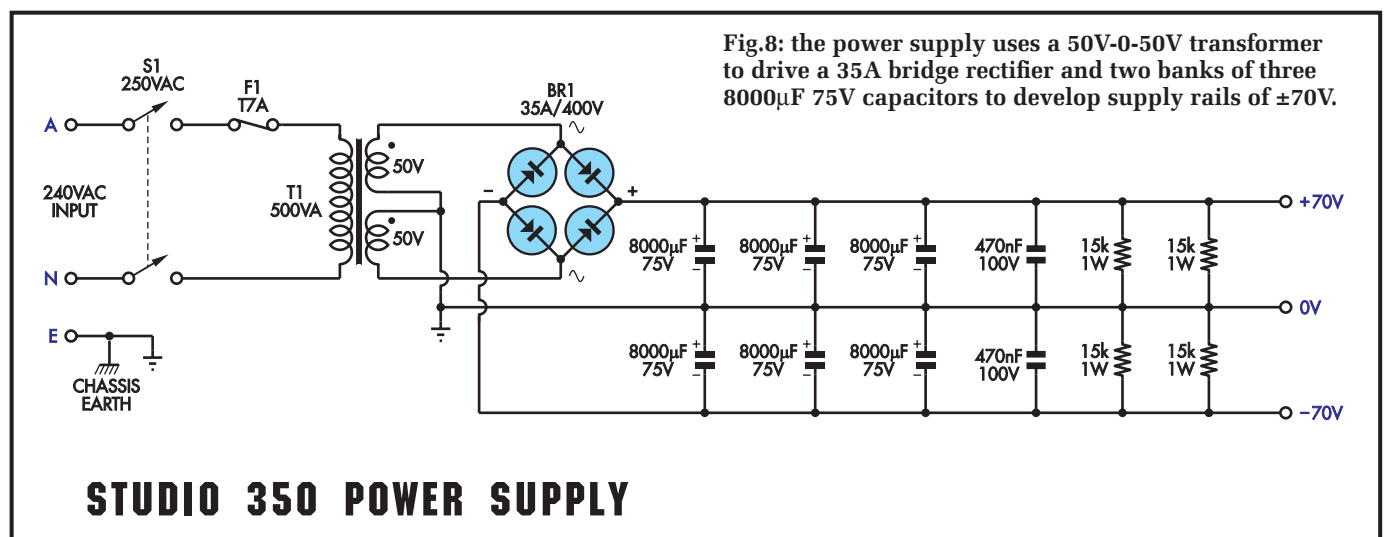 Fig.8: the power supply uses a 50V-0-50V transformer
to drive a 35A bridge rectifier and two banks of three
8000µF 75V capacitors to develop supply rails of ±70V.
S1
250VAC
F1
T7A
BR1
35A/400V
A
50V
240VAC
INPUT
T1
500VA
50V
N
E
CHASSIS
EARTH
–
+
+70V
8000µF
75V
+
–
8000µF
75V
+
–
8000µF
75V
+
–
470nF
100V
15k
1W
15k
1W
0V
8000µF
75V
+
–
8000µF
75V
+
–
8000µF
75V
+
–
470nF
100V
15k
1W
15k
1W
–70V
STUDIO 350 POWER SUPPLY